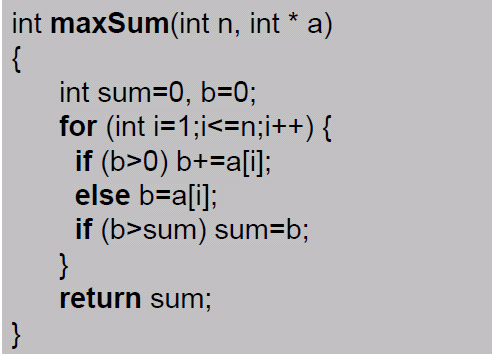 int maxSum(int n, int * a)
{
int sum=0, b=0;
for (int i=1;i<=n;i++) {
if (b>0) b+=a[i];
else b=a[i];
if (b>sum) sum=b;
}
return sum;
}